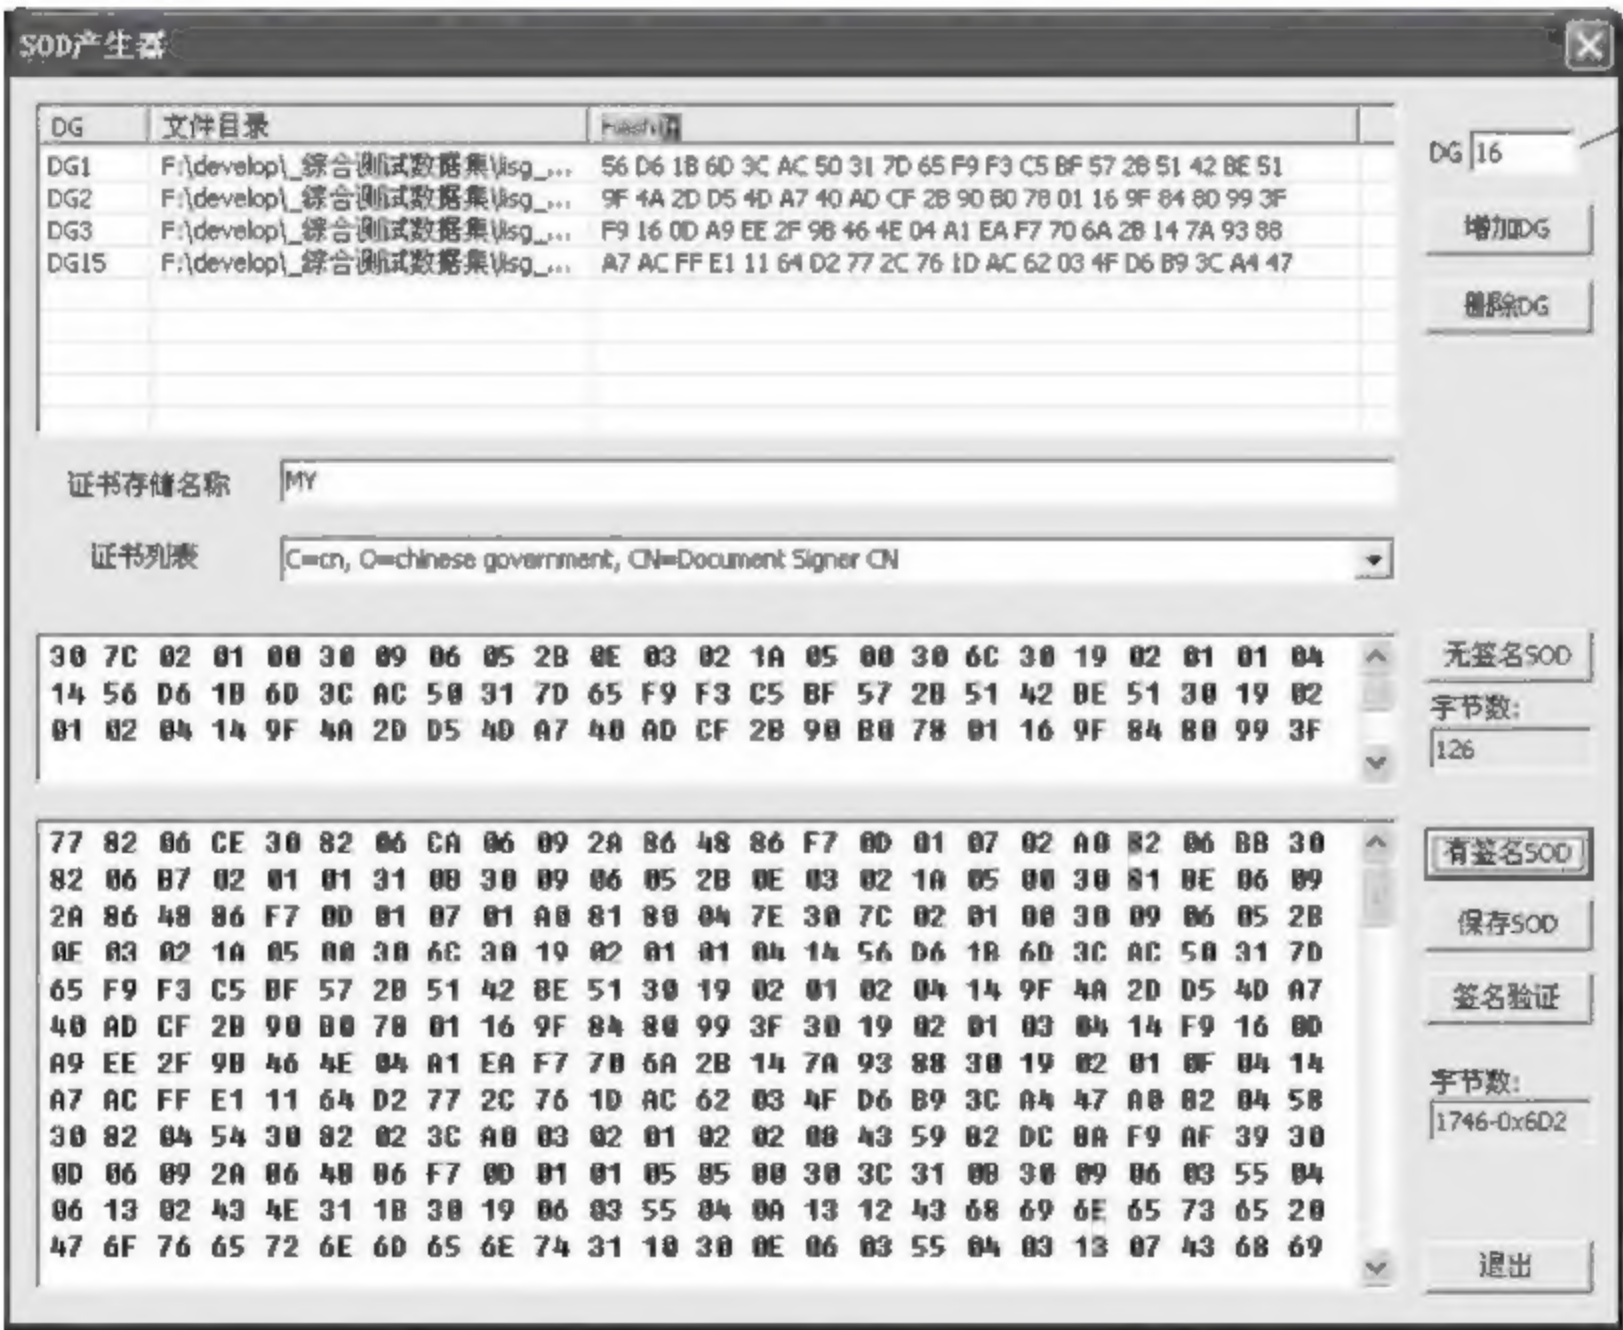 SOD产生器
DG 文件目录 Hash值
DG1 F:\develop\_综合测试数据集\lisg_... 56 D6 1B 6D 3C AC 50 31 7D 65 F9 F3 C5 BF 57 2B 51 42 BE 51
DG2 F:\develop\_综合测试数据集\lisg_... 9F 4A 2D D5 4D A7 40 AD CF 2B 90 B0 78 01 16 9F 84 80 99 3F
DG3 F:\develop\_综合测试数据集\lisg_... F9 16 0D A9 EE 2F 9B 46 4E 04 A1 EA F7 70 6A 2B 14 7A 93 88
DG15 F:\develop\_综合测试数据集\lisg_... A7 AC FF E1 11 64 D2 77 2C 76 1D AC 62 03 4F D6 B9 3C A4 47
DG 16
增加DG
删除DG
证书存储名称 MY
证书列表 C=cn, O=chinese government, CN=Document Signer CN
30 7C 02 01 00 30 09 06 05 2B 0E 03 02 1A 05 00 30 6C 30 19 02 01 01 04
14 56 D6 1B 6D 3C AC 50 31 7D 65 F9 F3 C5 BF 57 2B 51 42 BE 51 30 19 02
01 02 04 14 9F 4A 2D D5 4D A7 40 AD CF 2B 90 B0 78 01 16 9F 84 80 99 3F
无签名SOD
字节数:
126
77 82 06 CE 30 82 06 CA 06 09 2A 86 48 86 F7 0D 01 07 02 A0 82 06 BB 30
82 06 B7 02 01 01 31 0B 30 09 06 05 2B 0E 03 02 1A 05 00 30 81 8E 06 09
2A 86 48 86 F7 0D 01 07 01 A0 81 80 04 7E 30 7C 02 01 00 30 09 06 05 2B
0E 03 02 1A 05 00 30 6C 30 19 02 01 01 04 14 56 D6 1B 6D 3C AC 50 31 7D
65 F9 F3 C5 BF 57 2B 51 42 BE 51 30 19 02 01 02 04 14 9F 4A 2D D5 4D A7
40 AD CF 2B 90 B0 78 01 16 9F 84 80 99 3F 30 19 02 01 03 04 14 F9 16 0D
A9 EE 2F 9B 46 4E 04 A1 EA F7 70 6A 2B 14 7A 93 88 30 19 02 01 0F 04 14
A7 AC FF E1 11 64 D2 77 2C 76 1D AC 62 03 4F D6 B9 3C A4 47 A0 82 04 58
30 82 04 54 30 82 02 3C A0 03 02 01 02 02 08 43 59 82 DC 0A F9 AF 39 30
0D 06 09 2A 86 48 86 F7 0D 01 01 05 05 00 30 3C 31 0B 30 09 06 03 55 04
06 13 02 43 4E 31 1B 30 19 06 03 55 04 0A 13 12 43 68 69 6E 65 73 65 20
47 6F 76 65 72 6E 6D 65 6E 74 31 10 30 0E 06 03 55 04 03 13 07 43 68 69
有签名SOD
保存SOD
签名验证
字节数:
1746-0x6D2
退出